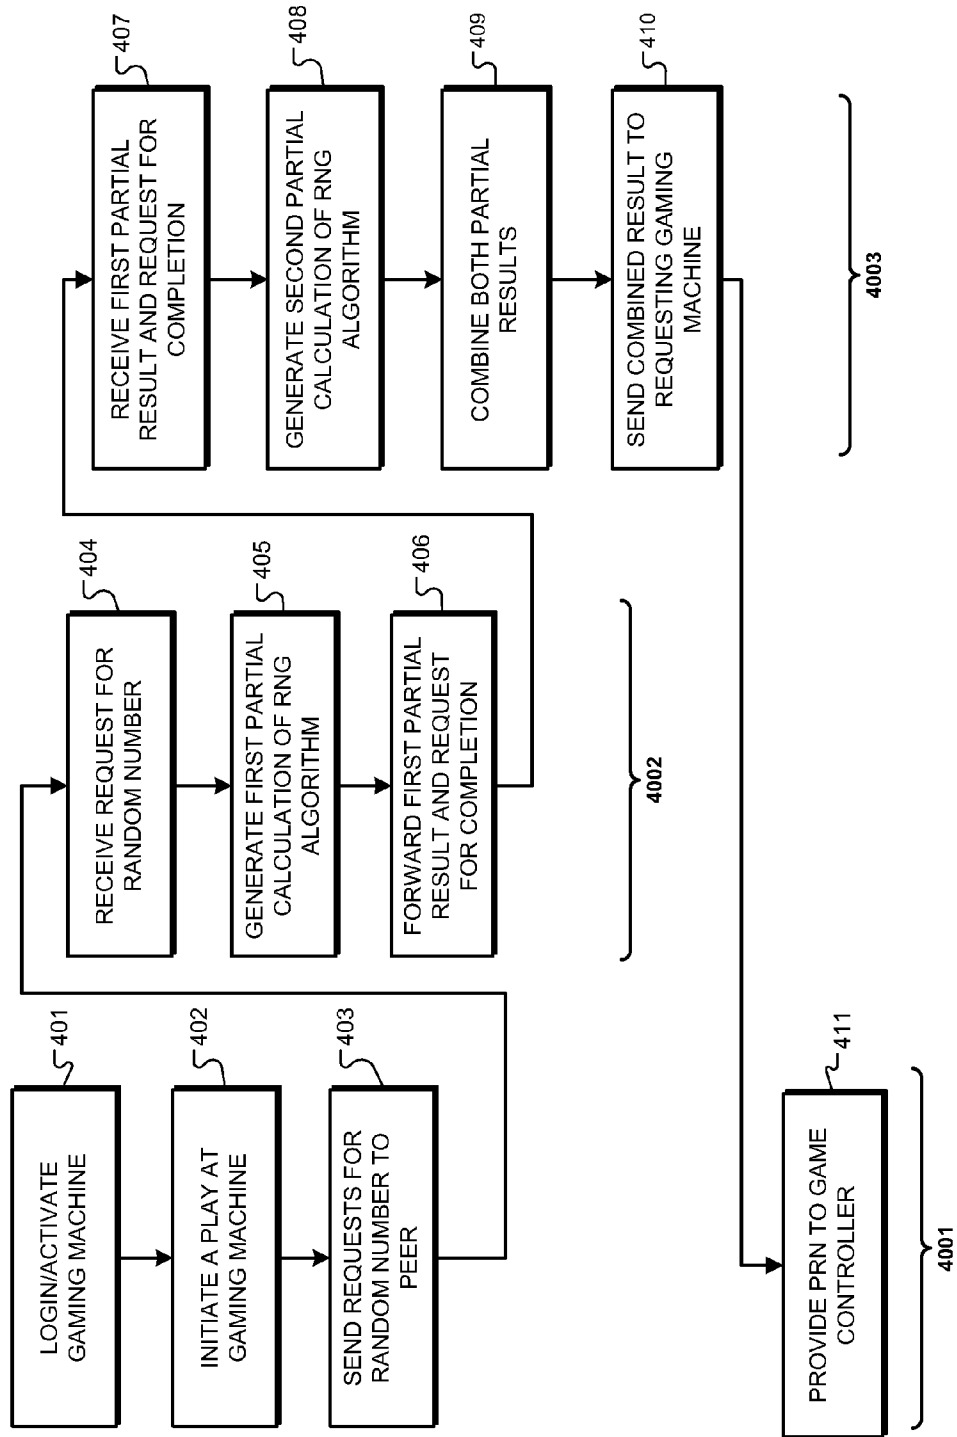 401
LOGIN/ACTIVATE
GAMING MACHINE
402
INITIATE A PLAY AT
GAMING MACHINE
403
SEND REQUESTS FOR
RANDOM NUMBER TO
PEER
404
RECEIVE REQUEST FOR
RANDOM NUMBER
405
GENERATE FIRST PARTIAL
CALCULATION OF RNG
ALGORITHM
406
FORWARD FIRST PARTIAL
RESULT AND REQUEST
FOR COMPLETION
407
RECEIVE FIRST PARTIAL
RESULT AND REQUEST FOR
COMPLETION
408
GENERATE SECOND PARTIAL
CALCULATION OF RNG
ALGORITHM
409
COMBINE BOTH PARTIAL
RESULTS
410
SEND COMBINED RESULT TO
REQUESTING GAMING
MACHINE
411
PROVIDE PRN TO GAME
CONTROLLER
4001
4002
4003